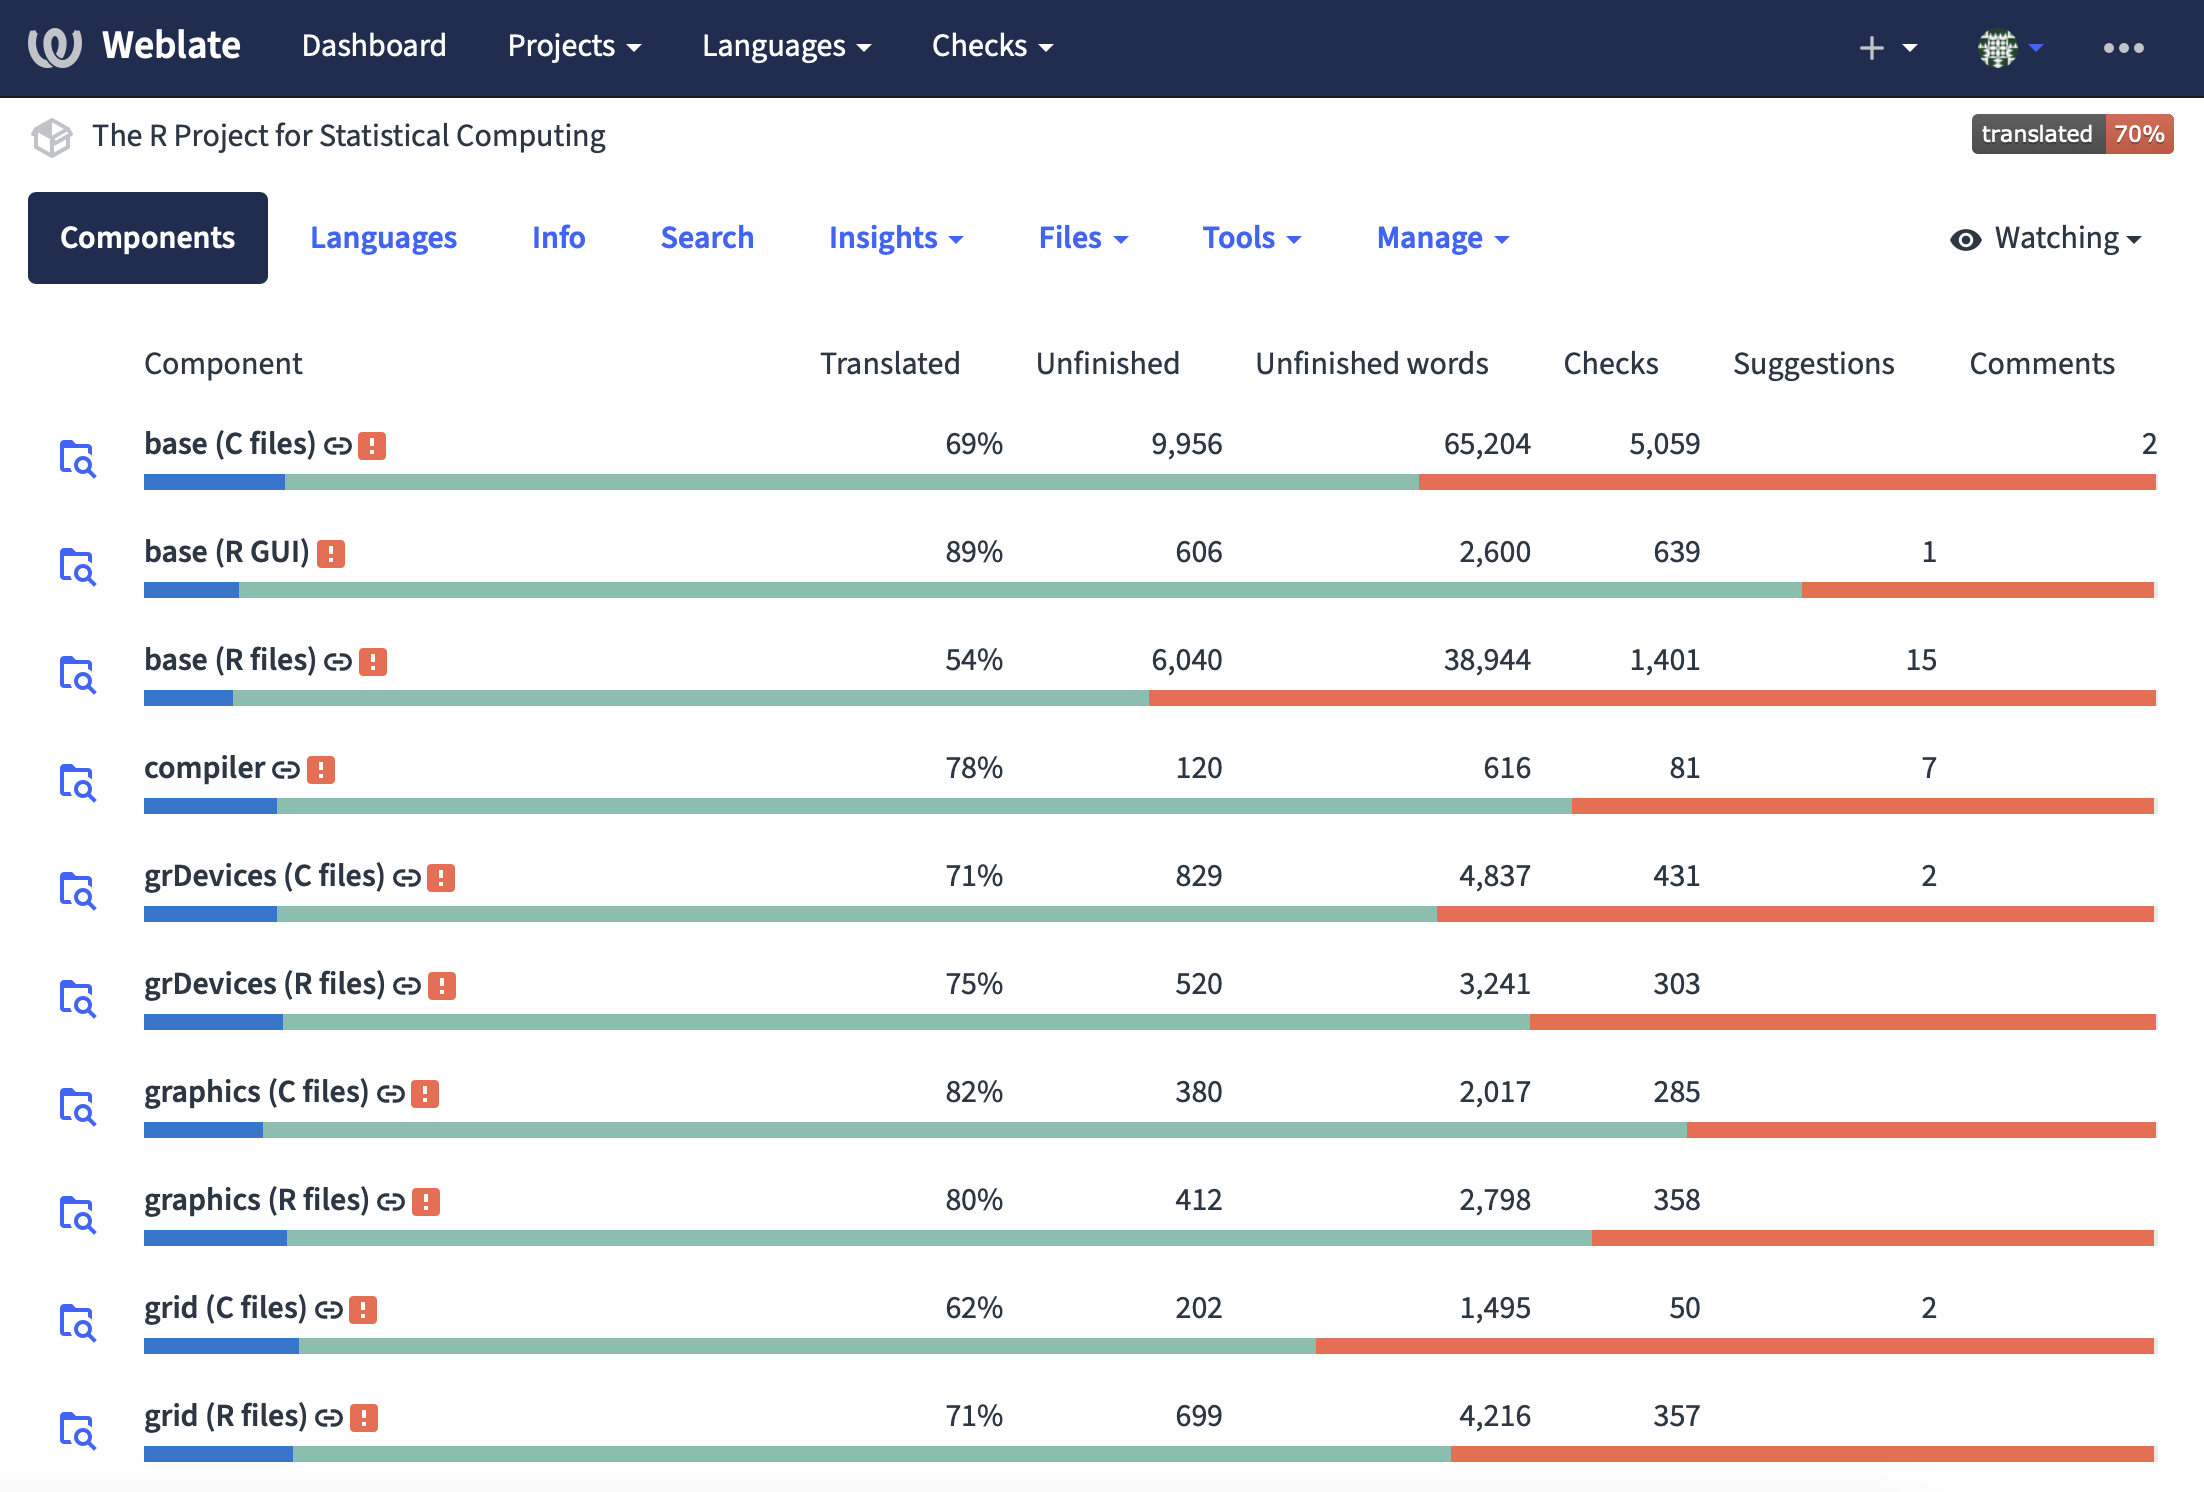 Weblate Dashboard Projects Languages Checks
The R Project for Statistical Computing translated 70%
Components Languages Info Search Insights Files Tools Manage Watching
Component Translated Unfinished Unfinished words Checks Suggestions Comments
base (C files) 69% 9,956 65,204 5,059 2
base (R GUI) 89% 606 2,600 639 1
base (R files) 54% 6,040 38,944 1,401 15
compiler 78% 120 616 81 7
grDevices (C files) 71% 829 4,837 431 2
grDevices (R files) 75% 520 3,241 303
graphics (C files) 82% 380 2,017 285
graphics (R files) 80% 412 2,798 358
grid (C files) 62% 202 1,495 50 2
grid (R files) 71% 699 4,216 357